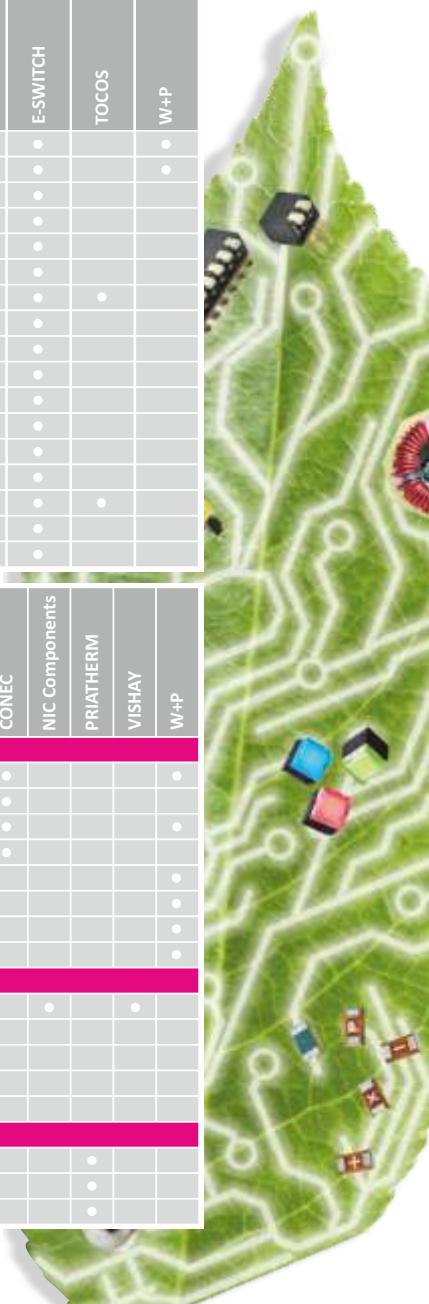 E-SWITCH
TOCOS
W+P
CONEC
NIC Components
PRIATHERM
VISHAY
W+P